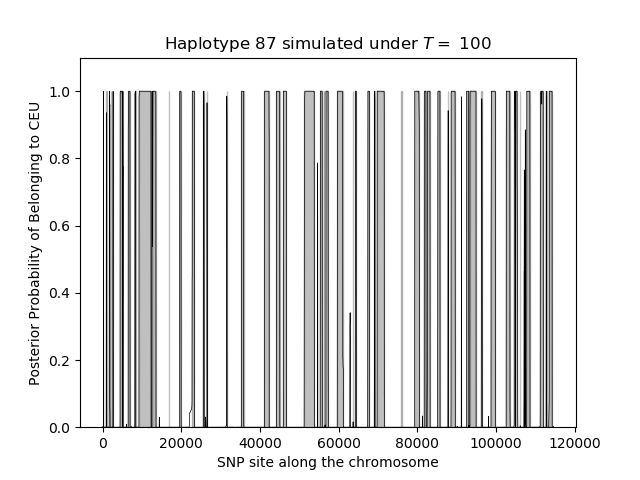 Haplotype 87 simulated under T = 100
Posterior Probability of Belonging to CEU
1.0
0.8
0.6
0.4
0.2
0.0
0 20000 40000 60000 80000 100000 120000
SNP site along the chromosome